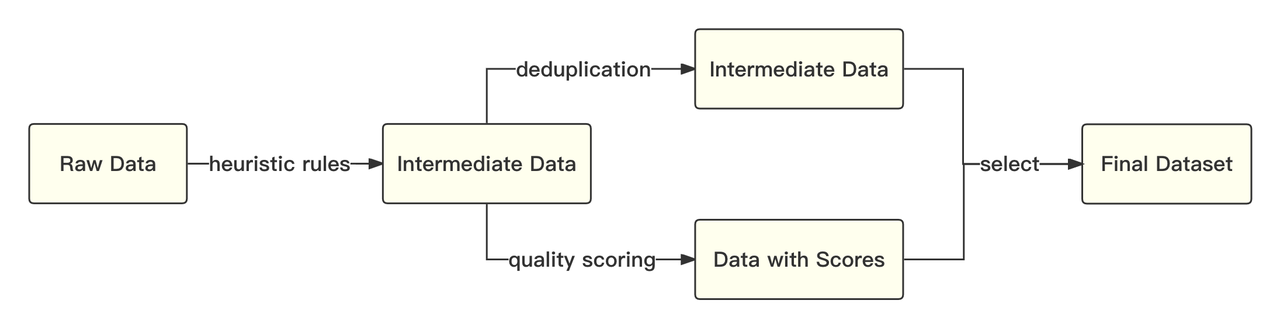 Raw Data
heuristic rules
Intermediate Data
deduplication
Intermediate Data
quality scoring
Data with Scores
select
Final Dataset